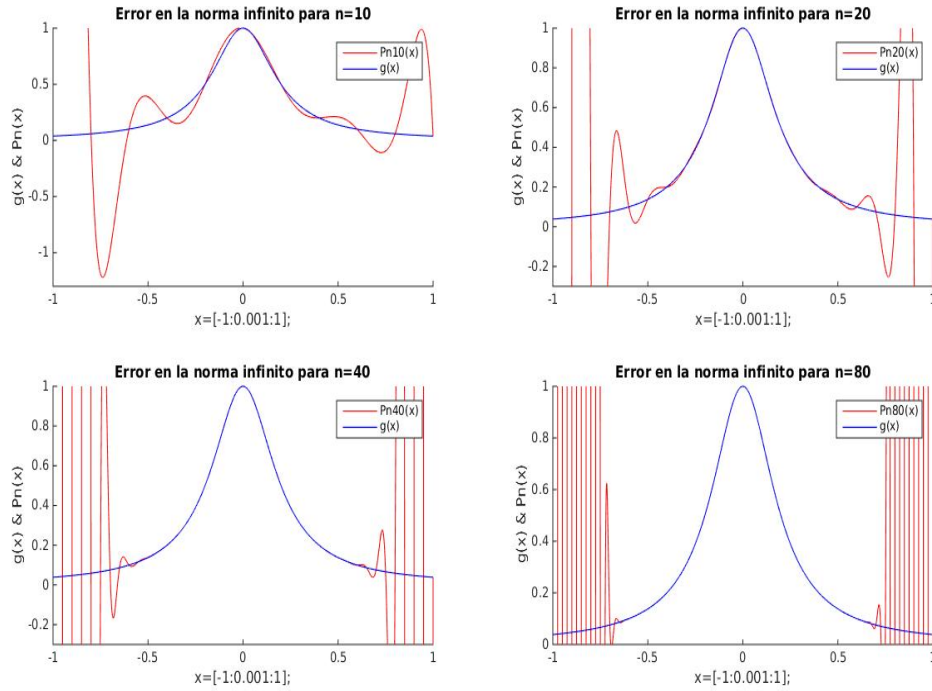 Error en la norma infinito para n=10
Pn10(x)
g(x)
g(x) & Pn(x)
1
0.5
0
-0.5
-1
-1
-0.5
0
0.5
1
x=[-1:0.001:1];
Error en la norma infinito para n=20
Pn20(x)
g(x)
g(x) & Pn(x)
1
0.8
0.6
0.4
0.2
0
-0.2
-1
-0.5
0
0.5
1
x=[-1:0.001:1];
Error en la norma infinito para n=40
Pn40(x)
g(x)
g(x) & Pn(x)
1
0.8
0.6
0.4
0.2
0
-0.2
-1
-0.5
0
0.5
1
x=[-1:0.001:1];
Error en la norma infinito para n=80
Pn80(x)
g(x)
g(x) & Pn(x)
1
0.8
0.6
0.4
0.2
0
-1
-0.5
0
0.5
1
x=[-1:0.001:1];